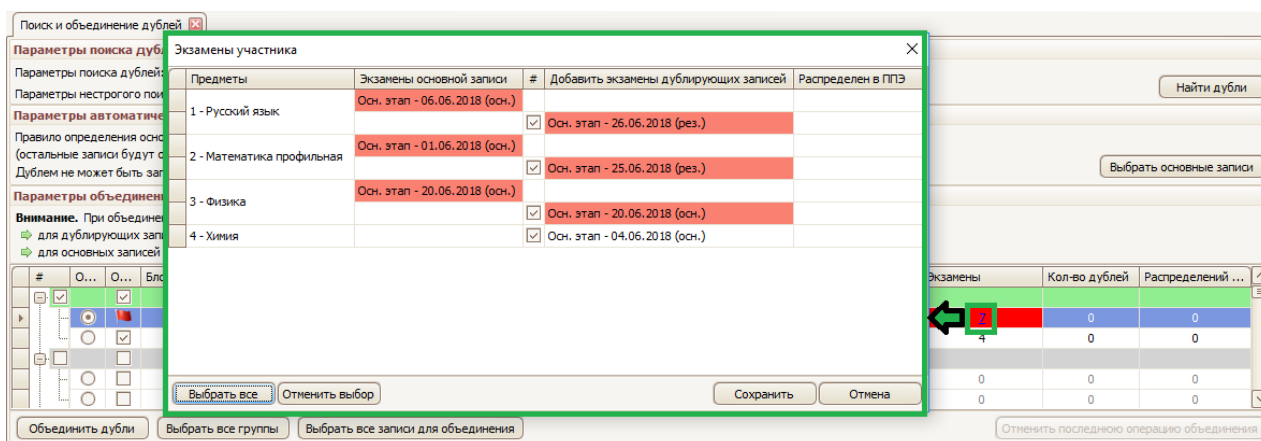 Поиск и объединение дублей
Параметры поиска дуб
Параметры поиска дублей:
Параметры нестрогого пои
Найти дубли
Параметры автоматиче
Правило определения осно
(остальные записи будут о
Дублем не может быть зап
Выбрать основные записи
Параметры объединен
Внимание. При объединен
для дублирующих запи
для основных записей
Экзамены участника
Предметы Экзамены основной записи # Добавить экзамены дублирующих записей Распределен в ППЭ
1 - Русский язык Осн. этап - 06.06.2018 (осн.)
Осн. этап - 26.06.2018 (рез.)
2 - Математика профильная Осн. этап - 01.06.2018 (осн.)
Осн. этап - 25.06.2018 (рез.)
3 - Физика Осн. этап - 20.06.2018 (осн.)
Осн. этап - 20.06.2018 (осн.)
4 - Химия Осн. этап - 04.06.2018 (осн.)
Выбрать все Отменить выбор Сохранить Отмена
# О... О... Бло Экзамены Кол-во дублей Распределений ...
7 0 0
4 0 0
0 0 0
0 0 0
Объединить дубли Выбрать все группы Выбрать все записи для объединения Отменить последнюю операцию объединения